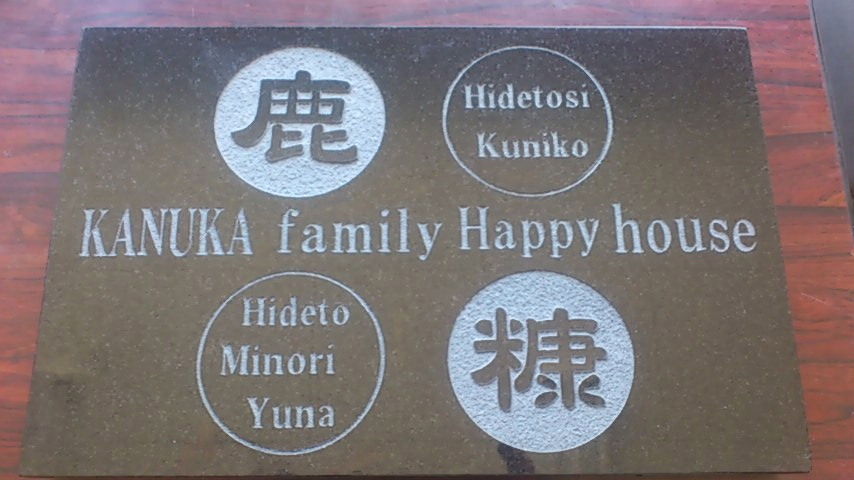 鹿
Hidetosi
Kuniko
KANUKA family Happy house
Hideto
Minori
Yuna
糠